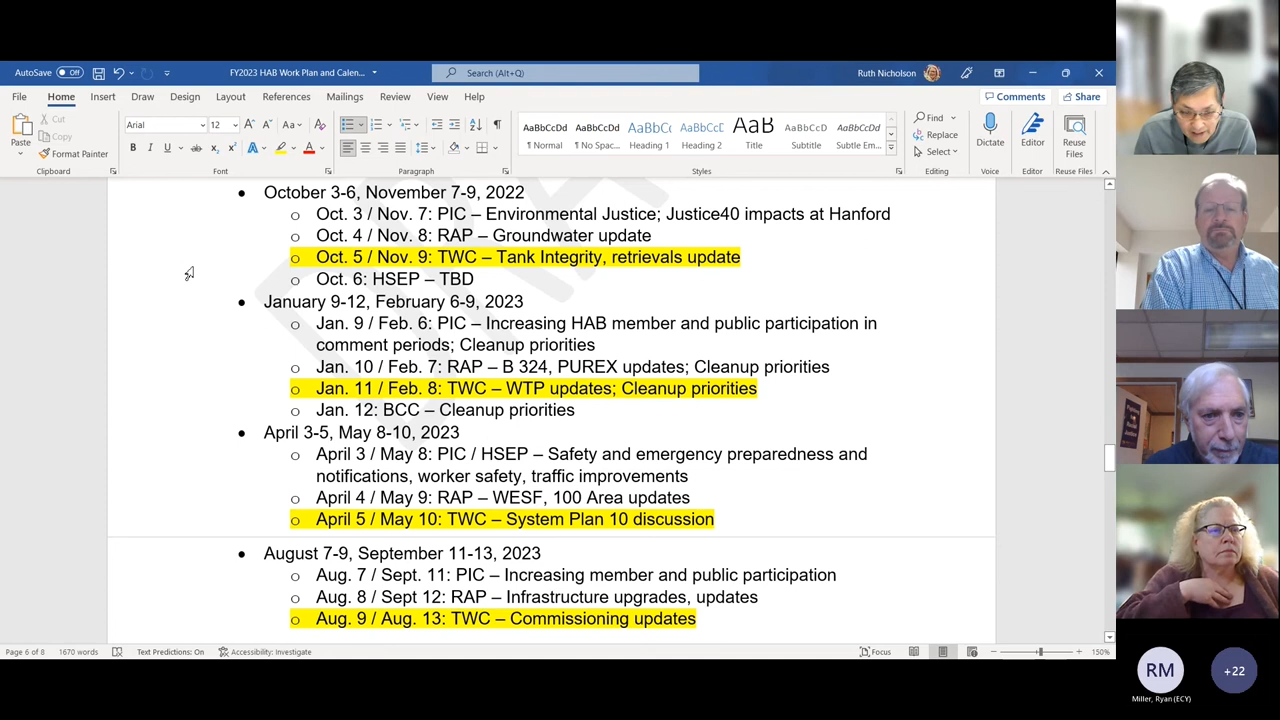 AutoSave Off
FY2023 HAB Work Plan and Calen...
Search (Alt+Q)
Ruth Nicholson
File Home Insert Draw Design Layout References Mailings Review View Help
Comments Share
Paste
Cut
Copy
Format Painter
Arial 12
AaBbCcDd AaBbCcDd AaBbCc AaBbCcD AaB AaBbCcD AaBbCcDd
¶ Normal ¶ No Spac... Heading 1 Heading 2 Title Subtitle Subtle Em...
Find
Replace
Select
Dictate
Editor
Reuse
Files
Clipboard Font Paragraph Styles Editing Voice Editor Reuse Files
• October 3-6, November 7-9, 2022
o Oct. 3 / Nov. 7: PIC – Environmental Justice; Justice40 impacts at Hanford
o Oct. 4 / Nov. 8: RAP – Groundwater update
o Oct. 5 / Nov. 9: TWC – Tank Integrity, retrievals update
o Oct. 6: HSEP – TBD
• January 9-12, February 6-9, 2023
o Jan. 9 / Feb. 6: PIC – Increasing HAB member and public participation in
comment periods; Cleanup priorities
o Jan. 10 / Feb. 7: RAP – B 324, PUREX updates; Cleanup priorities
o Jan. 11 / Feb. 8: TWC – WTP updates; Cleanup priorities
o Jan. 12: BCC – Cleanup priorities
• April 3-5, May 8-10, 2023
o April 3 / May 8: PIC / HSEP – Safety and emergency preparedness and
notifications, worker safety, traffic improvements
o April 4 / May 9: RAP – WESF, 100 Area updates
o April 5 / May 10: TWC – System Plan 10 discussion
• August 7-9, September 11-13, 2023
o Aug. 7 / Sept. 11: PIC – Increasing member and public participation
o Aug. 8 / Sept 12: RAP – Infrastructure upgrades, updates
o Aug. 9 / Aug. 13: TWC – Commissioning updates
Page 6 of 8 1670 words Text Predictions: On Accessibility: Investigate Focus 150%
RM
+22
Miller, Ryan (ECY)